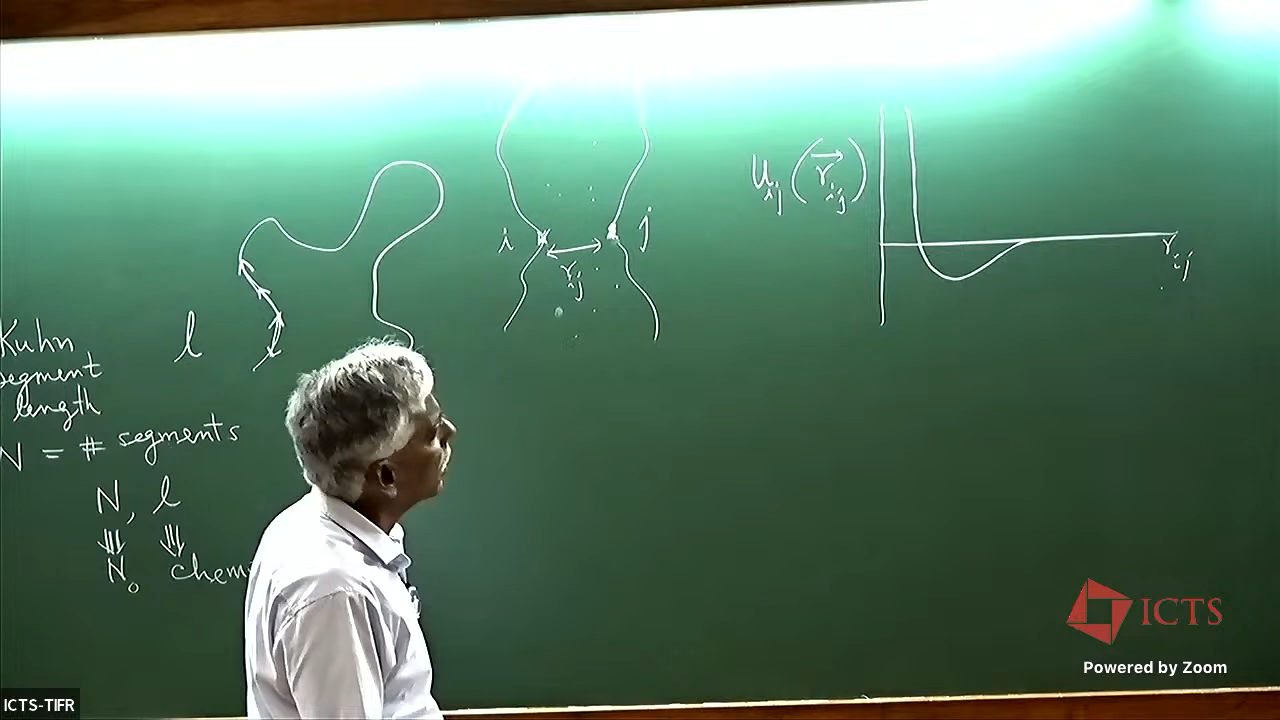 Kuhn
segment
length
l
N = # segments
N, l
N₀ chem
i
j
r_ij
U_ij (r⃗_ij)
r_ij
ICTS
Powered by Zoom
ICTS-TIFR